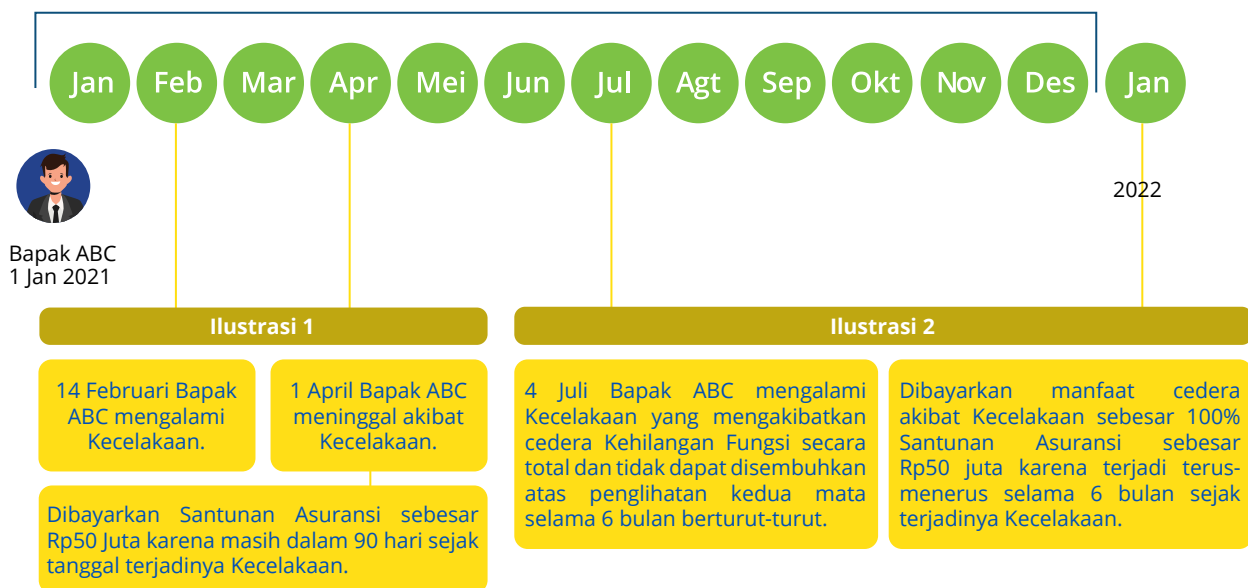 Jan Feb Mar Apr Mei Jun Jul Agt Sep Okt Nov Des Jan
2022
Bapak ABC
1 Jan 2021
Ilustrasi 1
14 Februari Bapak
ABC mengalami
Kecelakaan.
1 April Bapak ABC
meninggal akibat
Kecelakaan.
Dibayarkan Santunan Asuransi sebesar
Rp50 Juta karena masih dalam 90 hari sejak
tanggal terjadinya Kecelakaan.
Ilustrasi 2
4 Juli Bapak ABC mengalami
Kecelakaan yang mengakibatkan
cedera Kehilangan Fungsi secara
total dan tidak dapat disembuhkan
atas penglihatan kedua mata
selama 6 bulan berturut-turut.
Dibayarkan manfaat cedera
akibat Kecelakaan sebesar 100%
Santunan Asuransi sebesar
Rp50 juta karena terjadi terus-
menerus selama 6 bulan sejak
terjadinya Kecelakaan.